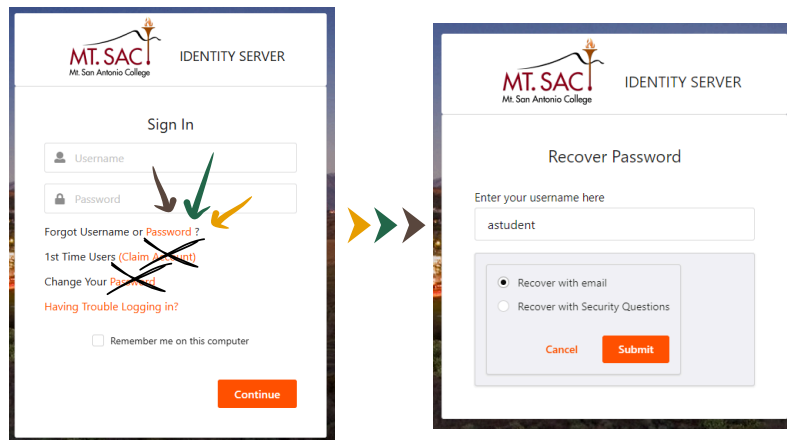 MT. SAC
Mt. San Antonio College
IDENTITY SERVER
Sign In
Username
Password
Forgot Username or Password ?
1st Time Users (Claim Account)
Change Your Password
Having Trouble Logging in?
Remember me on this computer
Continue
MT. SAC
Mt. San Antonio College
IDENTITY SERVER
Recover Password
Enter your username here
astudent
Recover with email
Recover with Security Questions
Cancel Submit